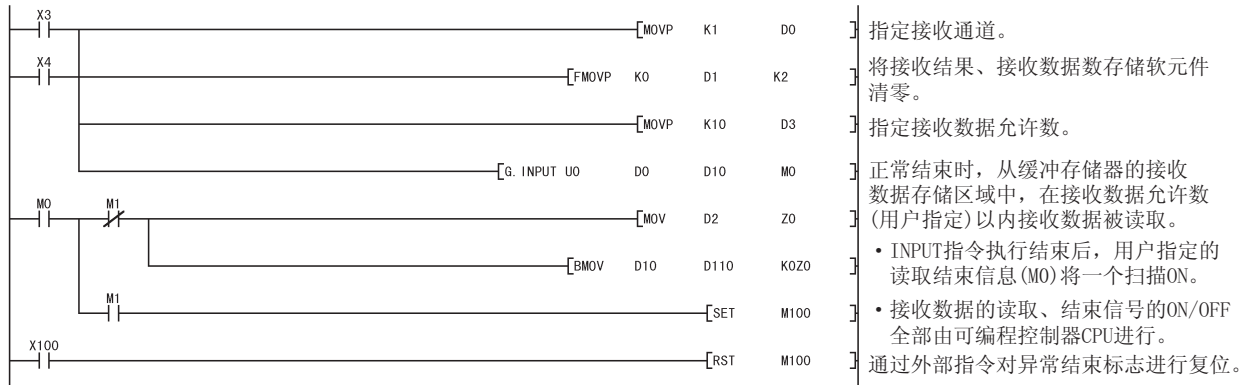 X3
MOVP K1 D0
指定接收通道。
X4
FMOVP K0 D1 K2
将接收结果、接收数据数存储软元件
清零。
MOVP K10 D3
指定接收数据允许数。
G. INPUT U0 D0 D10 M0
正常结束时，从缓冲存储器的接收
数据存储区域中，在接收数据允许数
(用户指定)以内接收数据被读取。
M0 M1
MOV D2 Z0
BMOV D10 D110 K0Z0
・INPUT指令执行结束后，用户指定的
读取结束信息(M0)将一个扫描ON。
M1
SET M100
・接收数据的读取、结束信号的ON/OFF
全部由可编程控制器CPU进行。
X100
RST M100
通过外部指令对异常结束标志进行复位。